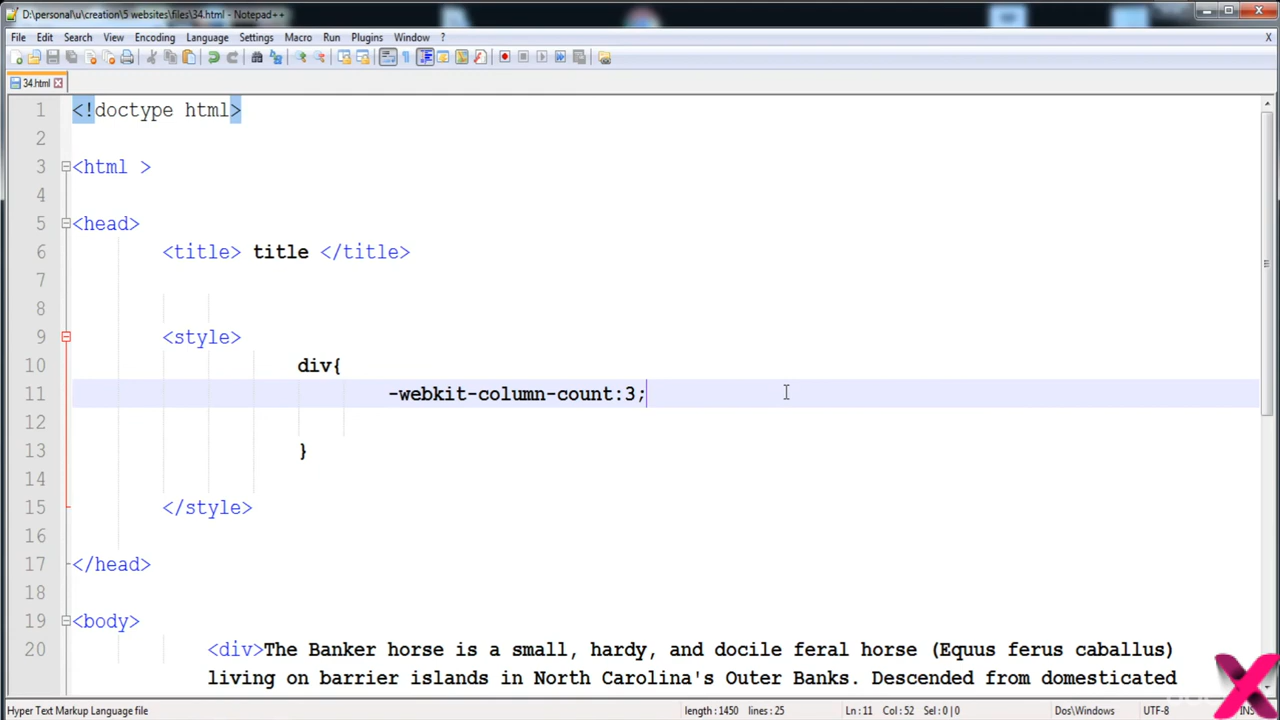 D:\personal\u\creation\5 websites\files\34.html - Notepad++
File Edit Search View Encoding Language Settings Macro Run Plugins Window ? X
34.html
1 <!doctype html>
2
3 <html >
4
5 <head>
6 <title> title </title>
7
8
9 <style>
10 div{
11 -webkit-column-count:3;
12
13 }
14
15 </style>
16
17 </head>
18
19 <body>
20 <div>The Banker horse is a small, hardy, and docile feral horse (Equus ferus caballus)
living on barrier islands in North Carolina's Outer Banks. Descended from domesticated
Hyper Text Markup Language file length : 1450 lines : 25 Ln : 11 Col : 52 Sel : 0 | 0 Dos\Windows UTF-8 INS